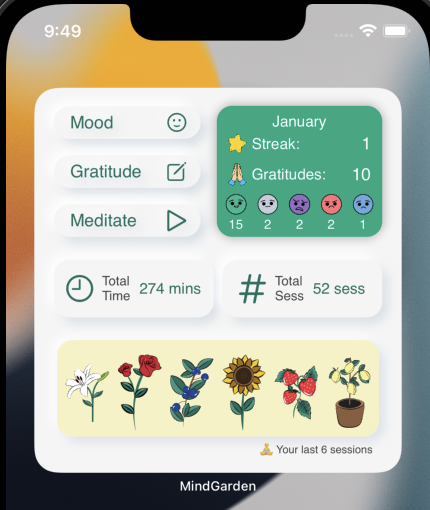 9:49
Mood
Gratitude
Meditate
January
Streak: 1
Gratitudes: 10
15 2 2 2 1
Total
Time
274 mins
Total
Sess
52 sess
Your last 6 sessions
MindGarden